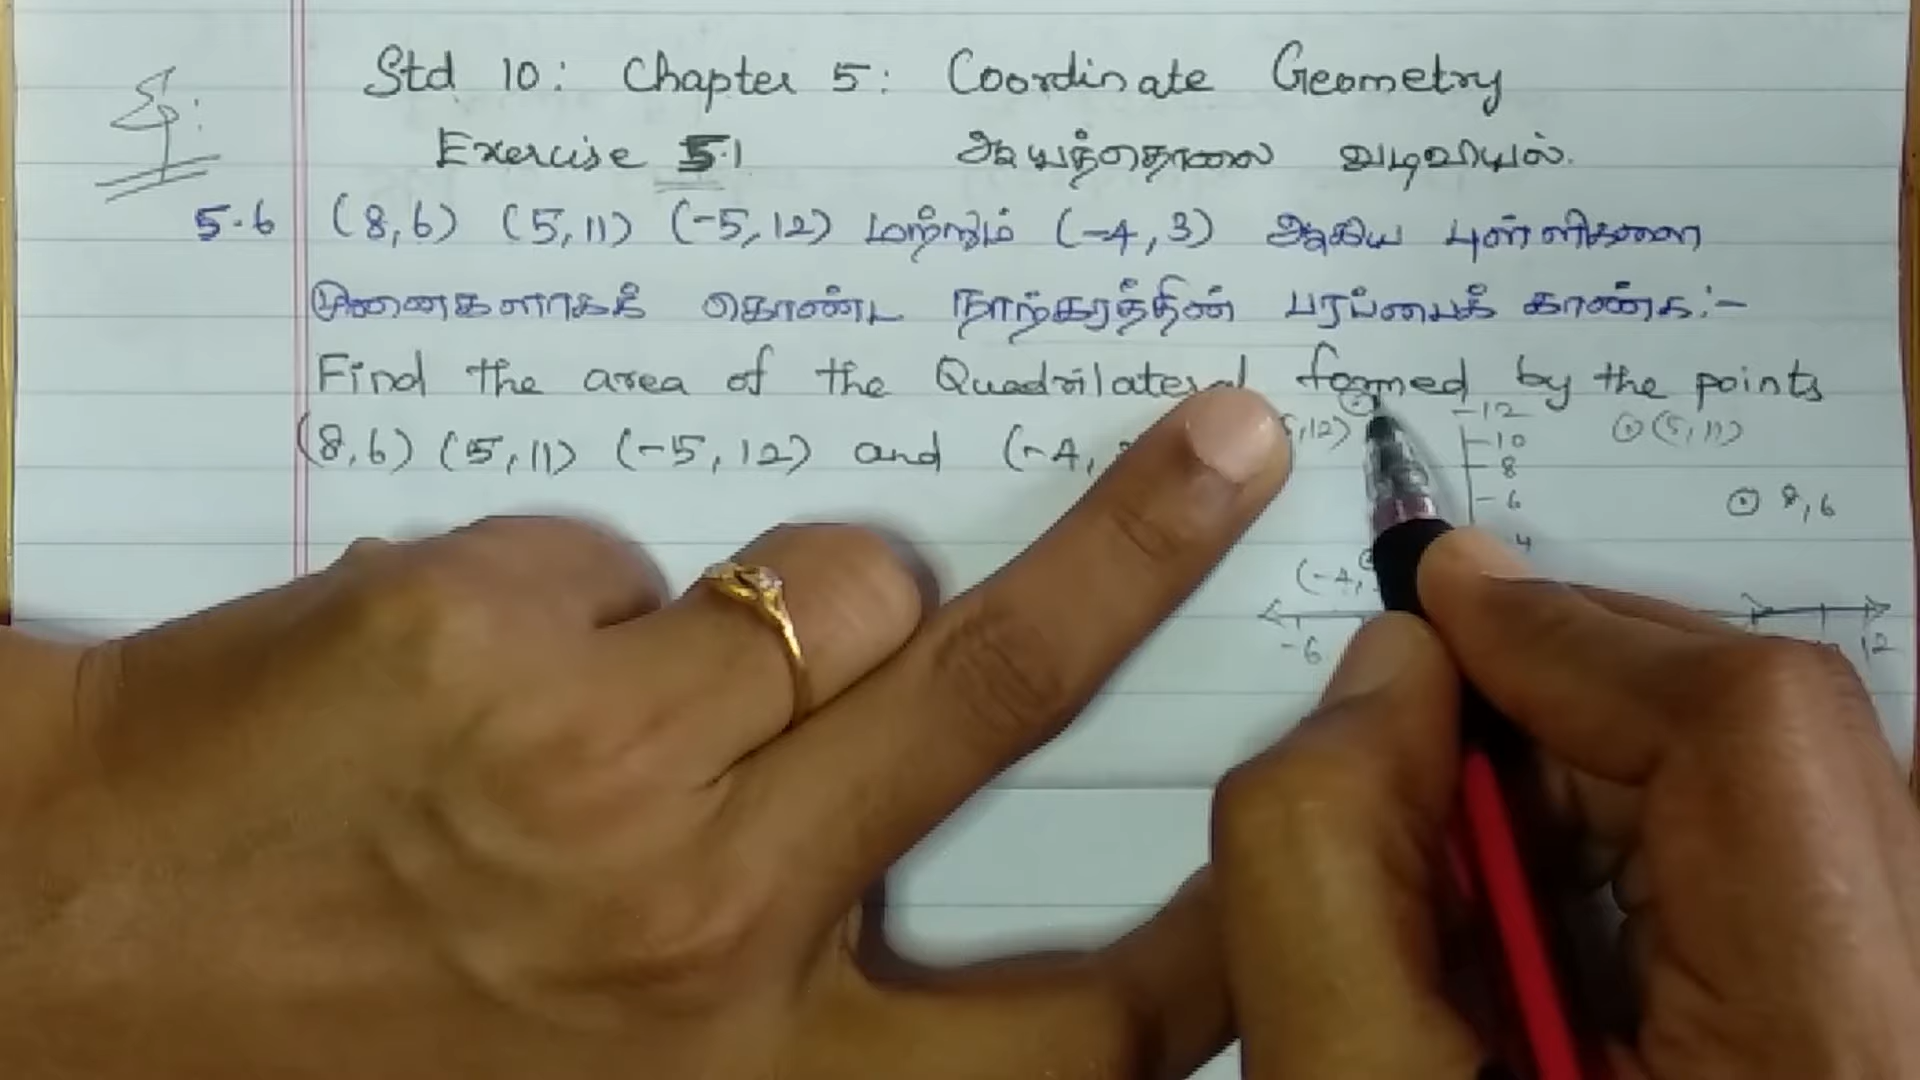 Std 10: Chapter 5: Coordinate Geometry
Exercise 5.1 ஆயத்தொலை வடிவியல்.
5.6 (8,6) (5,11) (-5,12) மற்றும் (-4,3) ஆகிய புள்ளிகளை
முனைகளாகக் கொண்ட நாற்கரத்தின் பரப்பைக் காண்க:-
Find the area of the Quadrilateral formed by the points
(8,6) (5,11) (-5,12) and (-4,
5,12) -12 (5,11)
-10
-8
-6 8,6
4
(-4,
-6 12